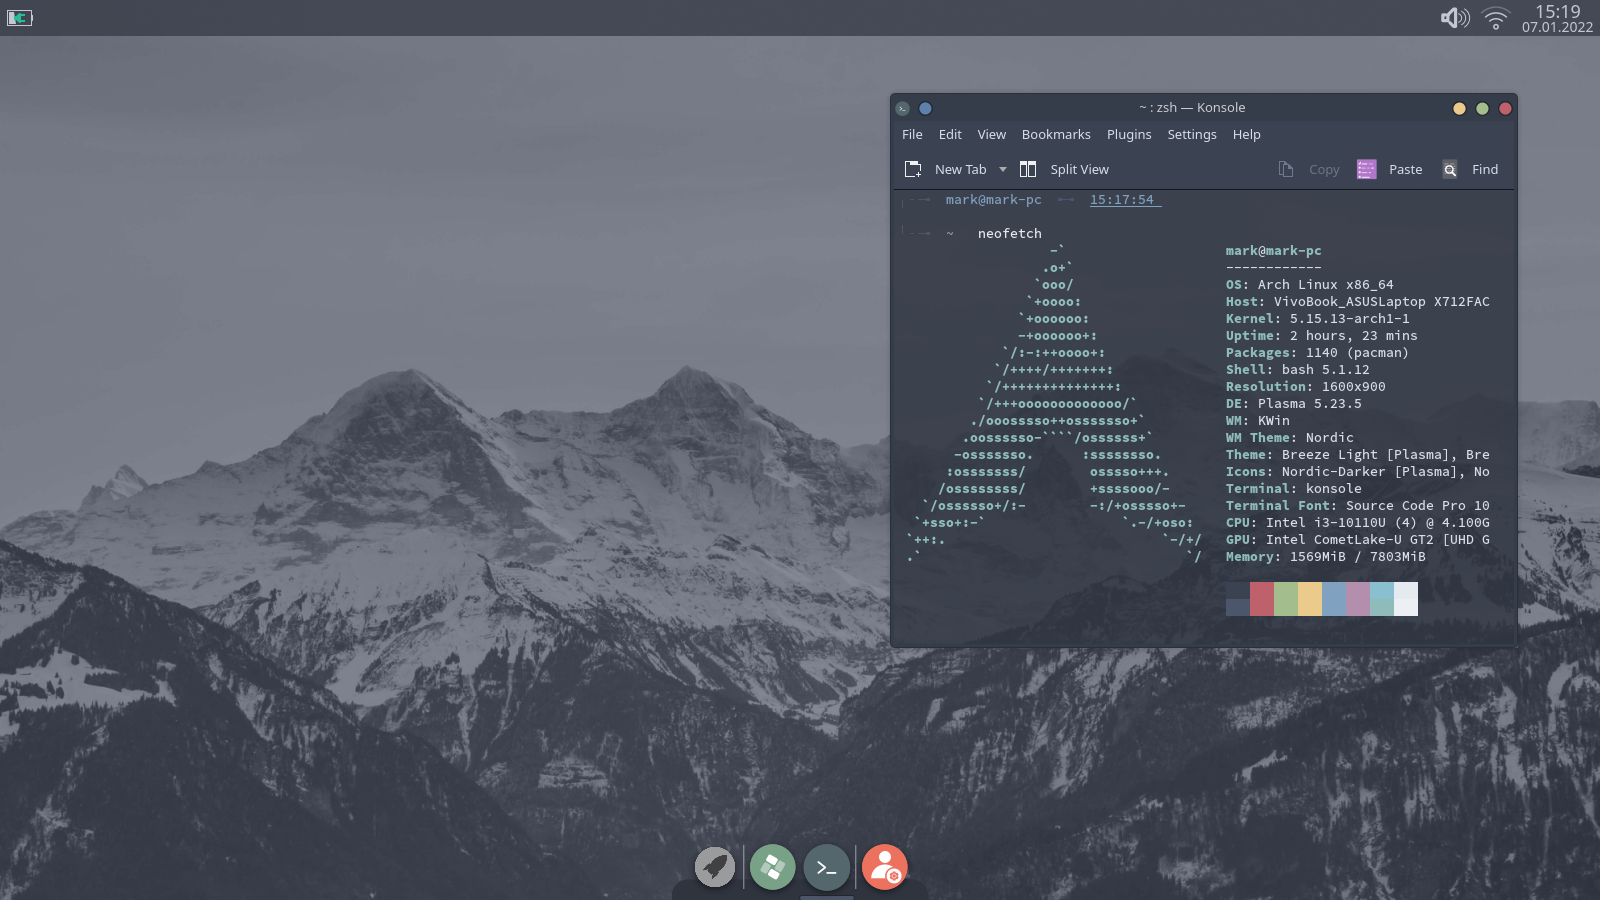 15:19
07.01.2022
~ : zsh — Konsole
File Edit View Bookmarks Plugins Settings Help
New Tab Split View Copy Paste Find
mark@mark-pc 15:17:54
~ neofetch
-`
.o+`
`ooo/
`+oooo:
`+oooooo:
-+oooooo+:
`/:-:++oooo+:
`/++++/+++++++:
`/++++++++++++++:
`/+++ooooooooooooo/`
./ooosssso++osssssso+`
.oossssso-````/ossssss+`
-osssssso. :ssssssso.
:osssssss/ osssso+++.
/ossssssss/ +ssssooo/-
`/ossssso+/:- -:/+osssso+-
`+sso+:-` `.-/+oso:
`++:. `-/+/
.` `/
mark@mark-pc
------------
OS: Arch Linux x86_64
Host: VivoBook_ASUSLaptop X712FAC
Kernel: 5.15.13-arch1-1
Uptime: 2 hours, 23 mins
Packages: 1140 (pacman)
Shell: bash 5.1.12
Resolution: 1600x900
DE: Plasma 5.23.5
WM: KWin
WM Theme: Nordic
Theme: Breeze Light [Plasma], Bre
Icons: Nordic-Darker [Plasma], No
Terminal: konsole
Terminal Font: Source Code Pro 10
CPU: Intel i3-10110U (4) @ 4.100G
GPU: Intel CometLake-U GT2 [UHD G
Memory: 1569MiB / 7803MiB